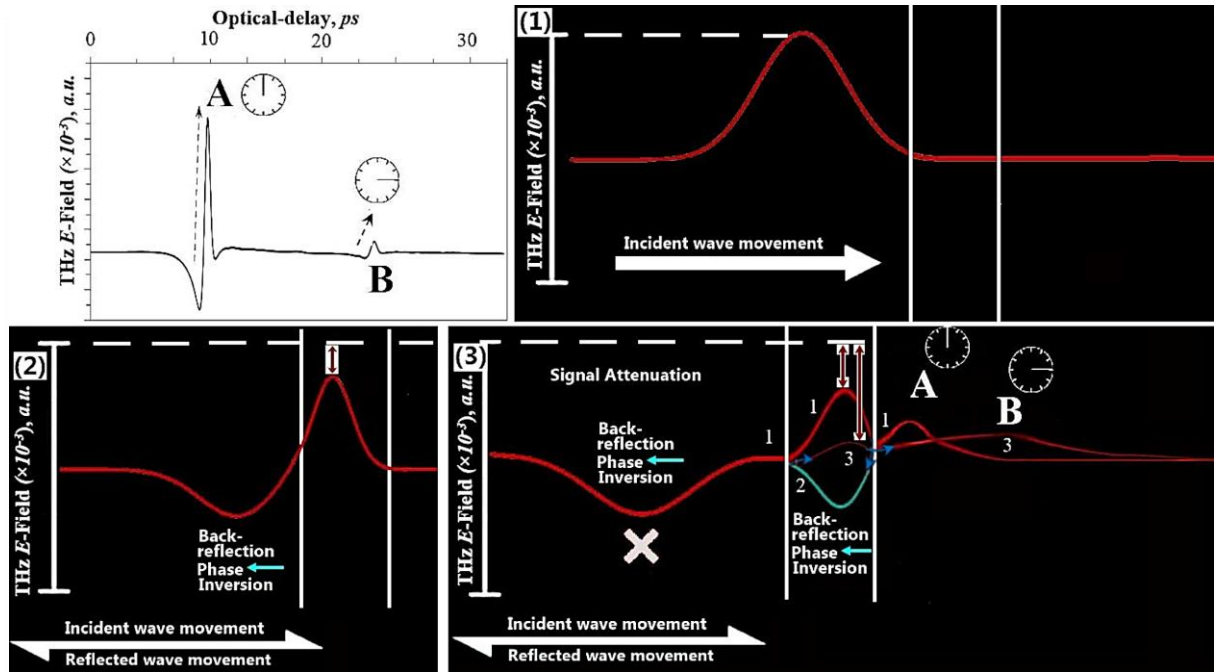 Optical-delay, ps
0 10 20 30
THz E-Field (×10⁻³), a.u.
A
B
(1)
THz E-Field (×10⁻³), a.u.
Incident wave movement
(2)
THz E-Field (×10⁻³), a.u.
Back-
reflection
Phase
Inversion
Incident wave movement
Reflected wave movement
(3)
THz E-Field (×10⁻³), a.u.
Signal Attenuation
Back-
reflection
Phase
Inversion
1
1
2
3
Back-
reflection
Phase
Inversion
A
1
B
3
Incident wave movement
Reflected wave movement